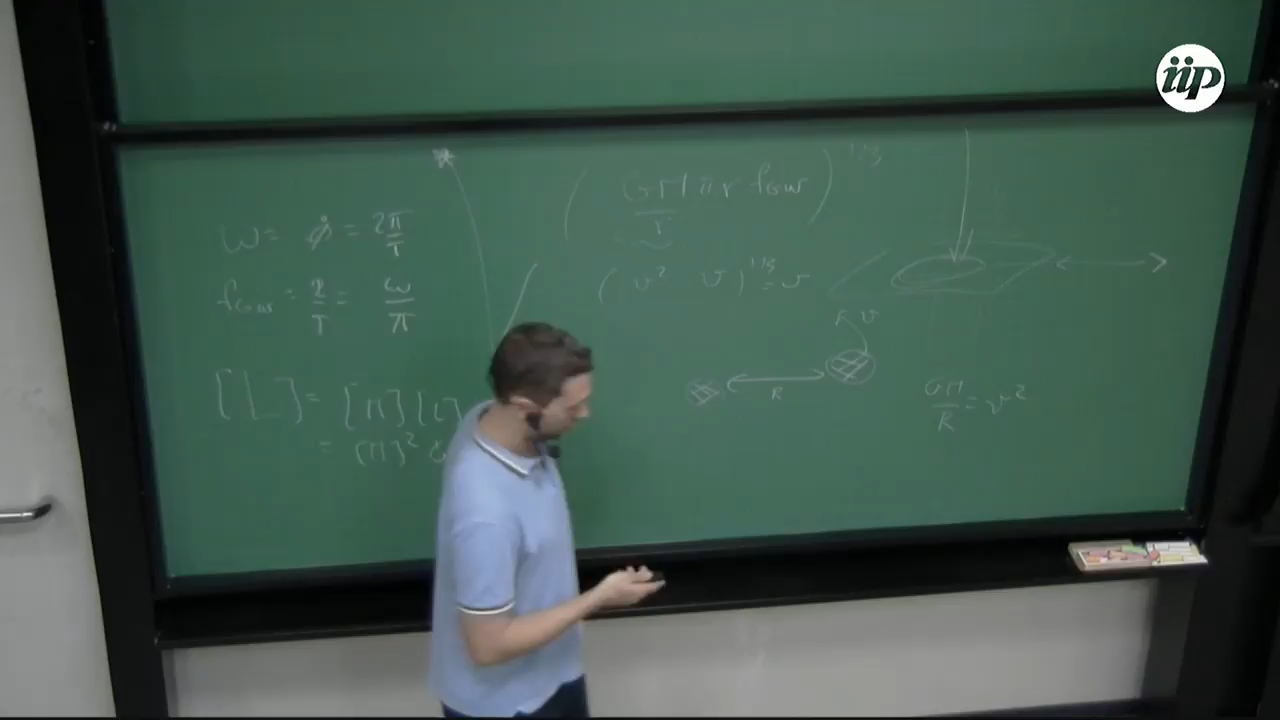 iip
ω = φ̇ = 2π/T
f_GW = 2/T = ω/π
[L] = [M][L]
= [M]²
( GM/r π r f_GW )^1/3
( v² v )^1/3 = v
v
R
GM/R = v²